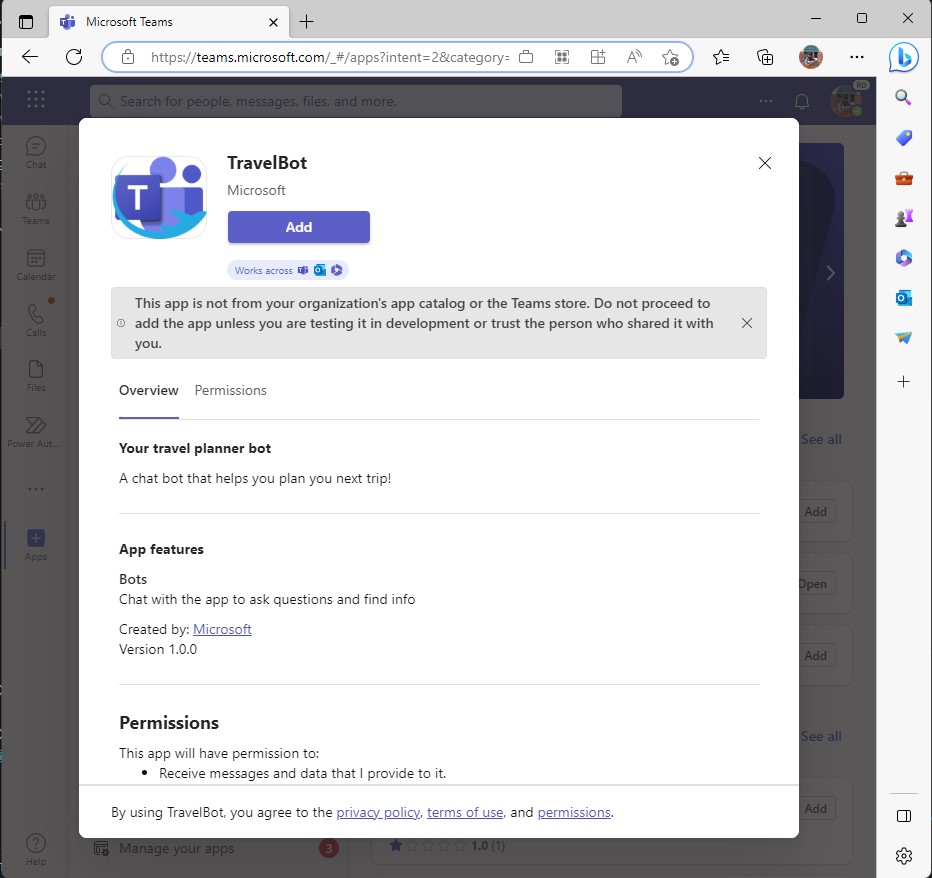 Microsoft Teams
https://teams.microsoft.com/_#/apps?intent=2&category=
Search for people, messages, files, and more.
R0
Chat
Teams
Calendar
Calls
Files
Power Aut...
Apps
Help
TravelBot
Microsoft
Add
Works across
This app is not from your organization's app catalog or the Teams store. Do not proceed to
add the app unless you are testing it in development or trust the person who shared it with
you.
Overview Permissions
Your travel planner bot
A chat bot that helps you plan you next trip!
App features
Bots
Chat with the app to ask questions and find info
Created by: Microsoft
Version 1.0.0
Permissions
This app will have permission to:
• Receive messages and data that I provide to it.
By using TravelBot, you agree to the privacy policy, terms of use, and permissions.
See all
Add
Open
Add
See all
Add
Manage your apps
3
1.0 (1)